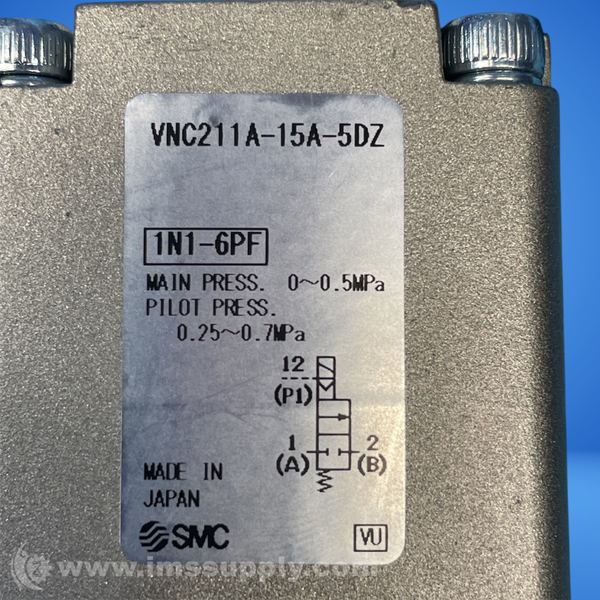 VNC211A-15A-5DZ
1N1-6PF
MAIN PRESS. 0~0.5MPa
PILOT PRESS.
0.25~0.7MPa
12
(P1)
1 2
(A) (B)
MADE IN
JAPAN
SMC VU
www.imssupply.com